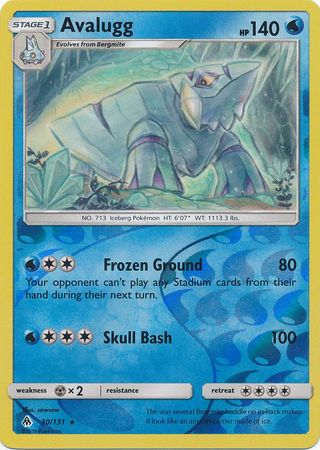 STAGE 1
Avalugg
HP 140
Evolves from Bergmite
NO. 713 Iceberg Pokémon HT: 6'07" WT: 1113.3 lbs.
Frozen Ground 80
Your opponent can't play any Stadium cards from their
hand during their next turn.
Skull Bash 100
weakness × 2 resistance retreat
Illus. sowsow
30/131
The way several Bergmite huddle on its back makes
it look like an aircraft carrier made of ice.